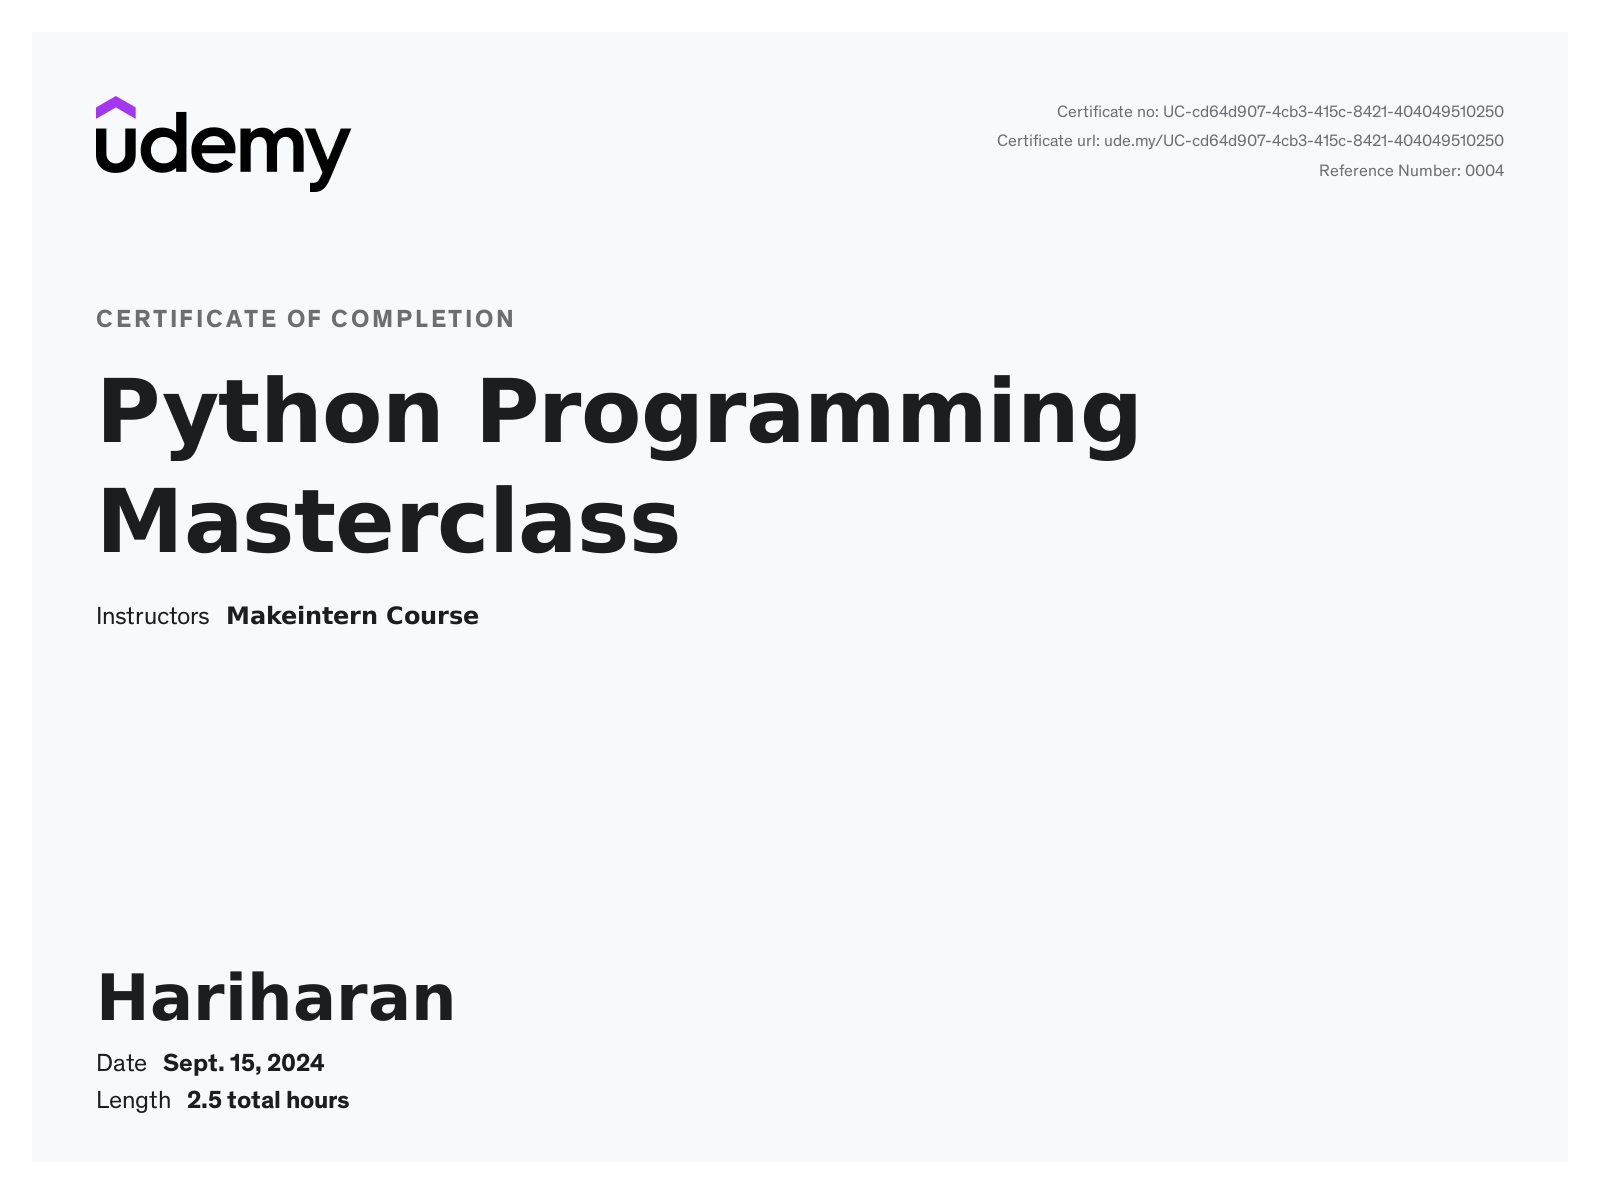 udemy
Certificate no: UC-cd64d907-4cb3-415c-8421-404049510250
Certificate url: ude.my/UC-cd64d907-4cb3-415c-8421-404049510250
Reference Number: 0004
CERTIFICATE OF COMPLETION
Python Programming
Masterclass
Instructors Makeintern Course
Hariharan
Date Sept. 15, 2024
Length 2.5 total hours